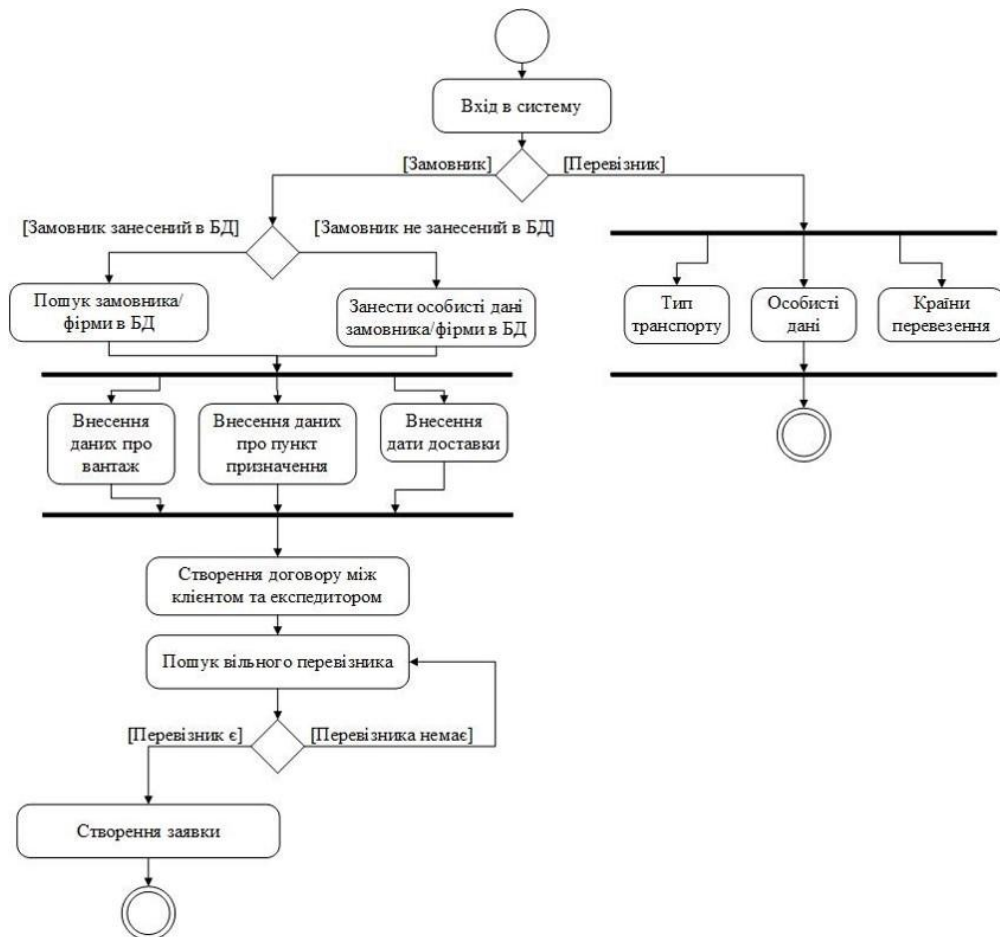 Вхід в систему
[Замовник]
[Перевізник]
[Замовник занесений в БД]
[Замовник не занесений в БД]
Пошук замовника/
фірми в БД
Занести особисті дані
замовника/фірми в БД
Тип
транспорту
Особисті
дані
Країни
перевезення
Внесення
даних про
вантаж
Внесення даних
про пункт
призначення
Внесення
дати доставки
Створення договору між
клієнтом та експедитором
Пошук вільного перевізника
[Перевізник є]
[Перевізника немає]
Створення заявки